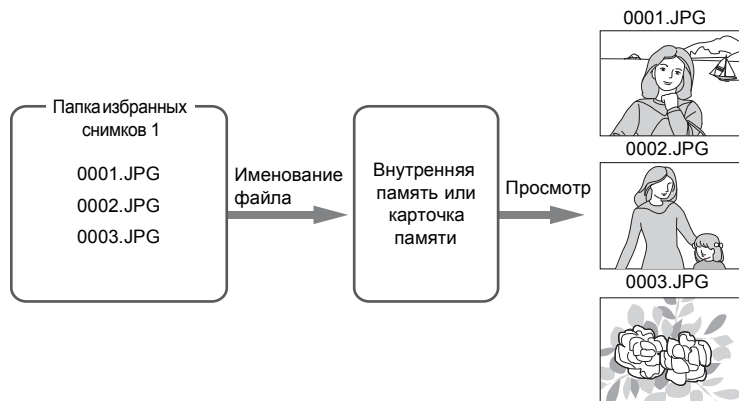 Папка избранных
снимков 1
0001.JPG
0002.JPG
0003.JPG
Именование
файла
Внутренняя
память или
карточка
памяти
Просмотр
0001.JPG
0002.JPG
0003.JPG